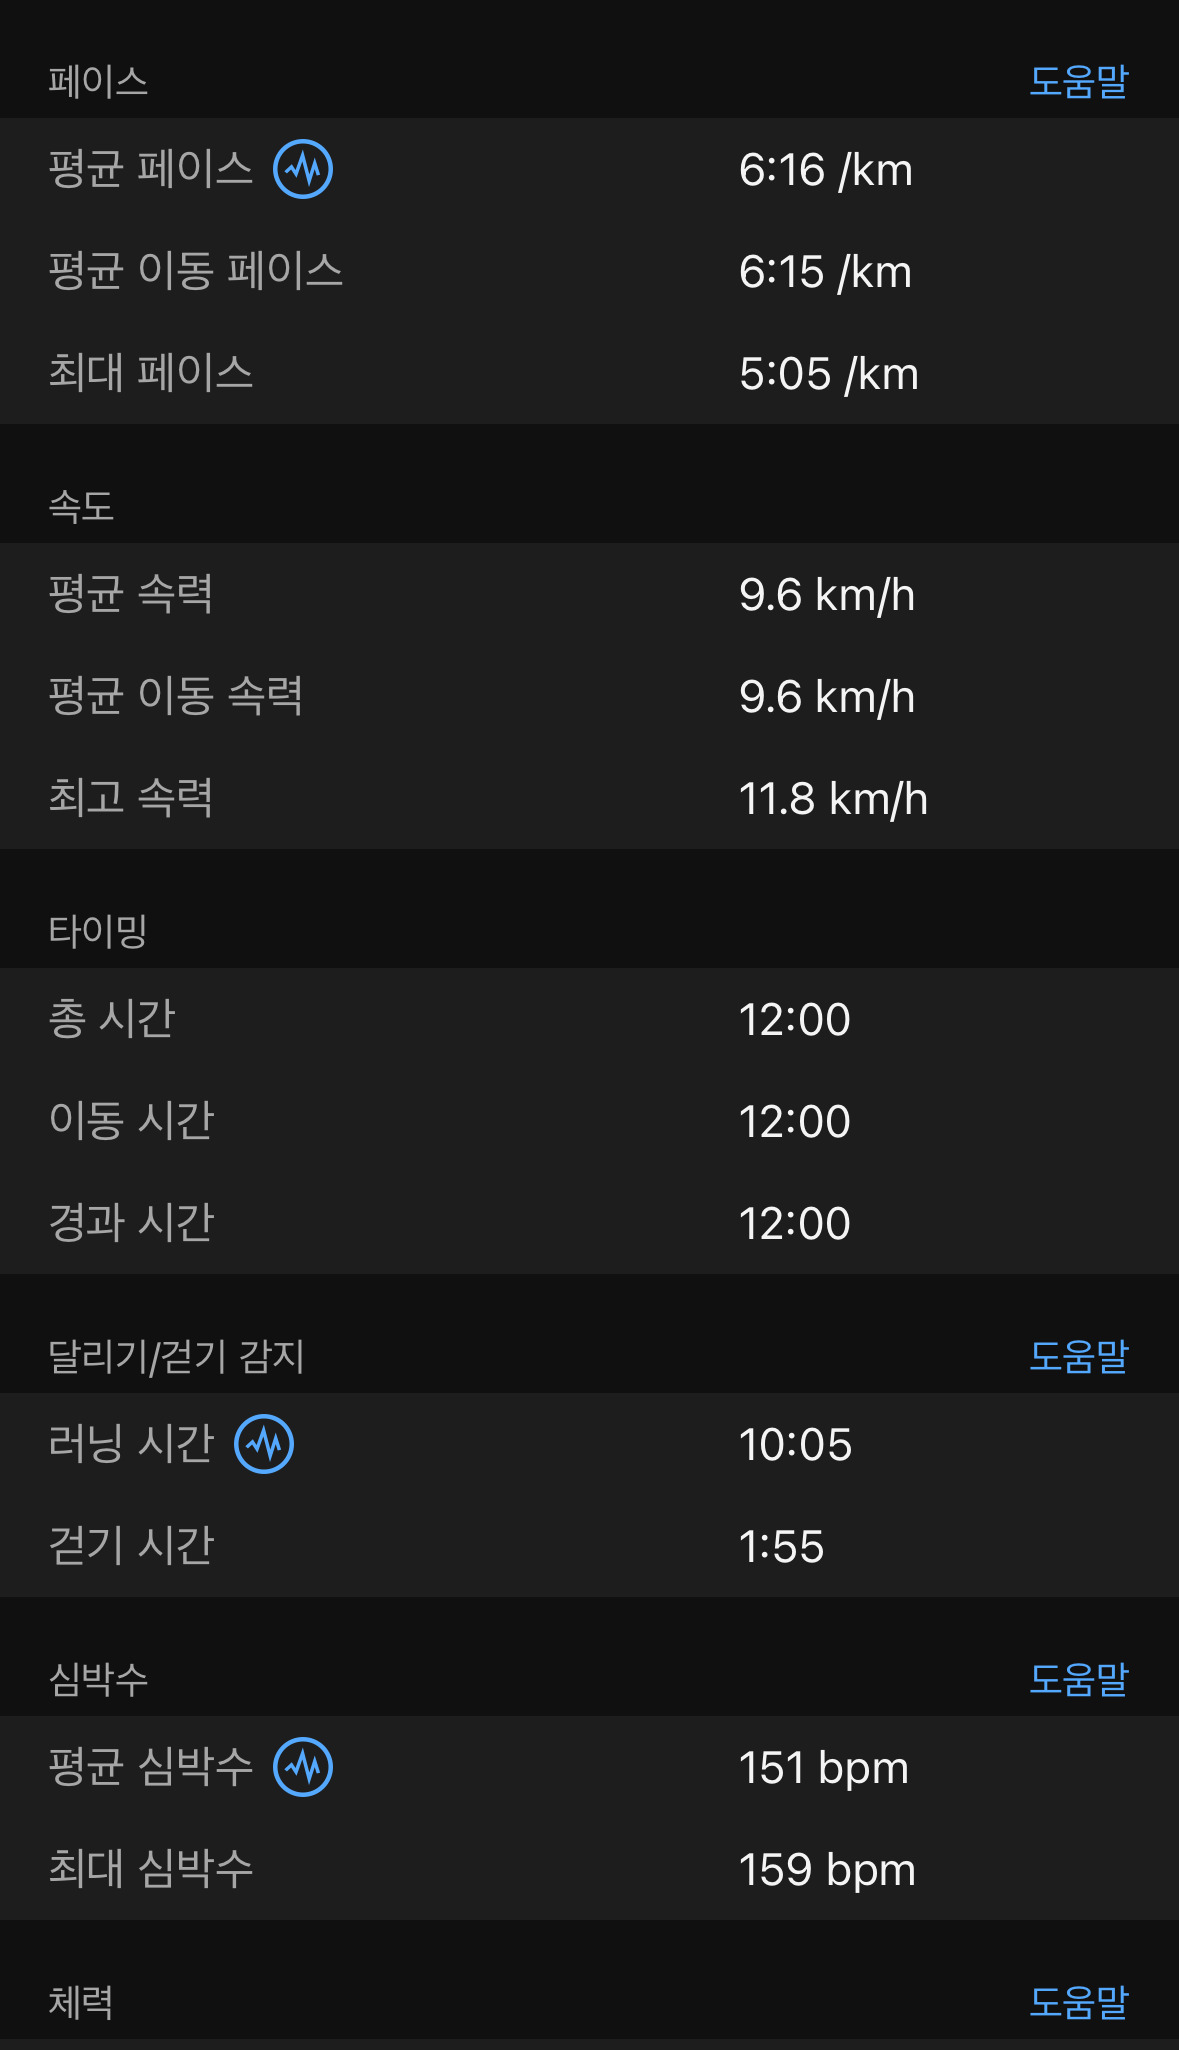 페이스 도움말
평균 페이스 6:16 /km
평균 이동 페이스 6:15 /km
최대 페이스 5:05 /km
속도
평균 속력 9.6 km/h
평균 이동 속력 9.6 km/h
최고 속력 11.8 km/h
타이밍
총 시간 12:00
이동 시간 12:00
경과 시간 12:00
달리기/걷기 감지 도움말
러닝 시간 10:05
걷기 시간 1:55
심박수 도움말
평균 심박수 151 bpm
최대 심박수 159 bpm
체력 도움말